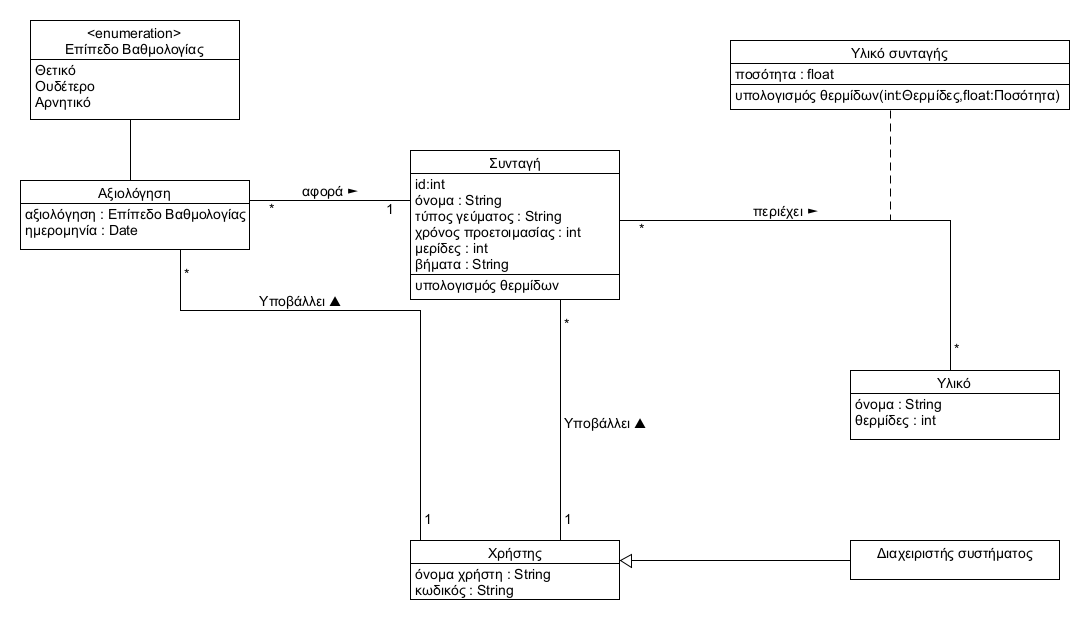 <enumeration>
Επίπεδο Βαθμολογίας
Θετικό
Ουδέτερο
Αρνητικό
Υλικό συνταγής
ποσότητα : float
υπολογισμός θερμίδων(int:Θερμίδες,float:Ποσότητα)
Αξιολόγηση
αξιολόγηση : Επίπεδο Βαθμολογίας
ημερομηνία : Date
αφορά ►
*
1
Συνταγή
id:int
όνομα : String
τύπος γεύματος : String
χρόνος προετοιμασίας : int
μερίδες : int
βήματα : String
υπολογισμός θερμίδων
περιέχει ►
*
*
Υλικό
όνομα : String
θερμίδες : int
*
Υποβάλλει ▲
1
*
Υποβάλλει ▲
1
Χρήστης
όνομα χρήστη : String
κωδικός : String
Διαχειριστής συστήματος